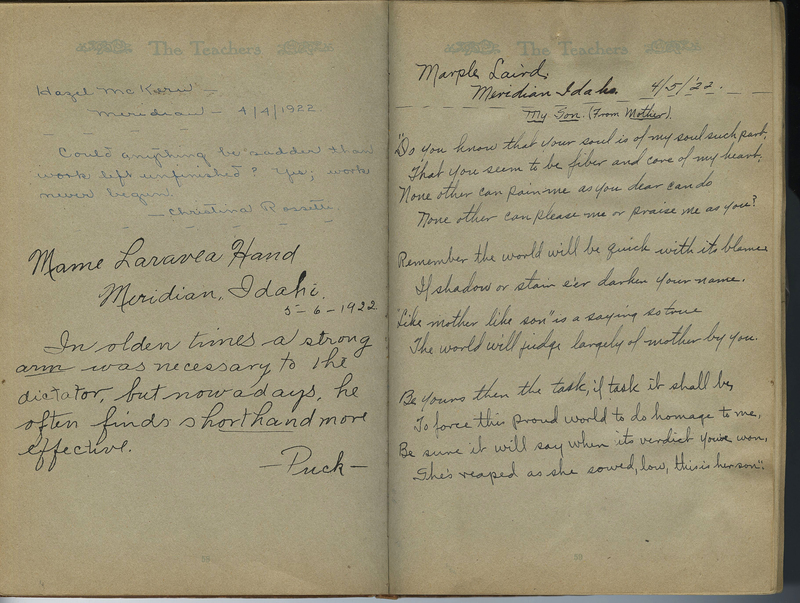 The Teachers
Hazel McKern
Meridian – 4/4/1922
Could anything be sadder than
work left unfinished? Yes; work
never begun.
– Christina Rossetti.
Mame Laravea Hand
Meridian, Idaho.
5-6-1922.
In olden times a strong
arm was necessary to the
dictator, but nowadays, he
often finds shorthand more
effective.
– Puck –
The Teachers
Marple Laird.
Meridian Idaho. 4/5/'22.
My Son. (From Mother).
"Do you know that your soul is of my soul such part,
That you seem to be fiber and core of my heart.
None other can pain me as you dear can do
None other can please me or praise me as you?
Remember the world will be quick with its blame
If shadow or stain e'er darken your name.
"Like mother like son" is a saying so true
The world will judge largely of mother by you.
Be yours then the task, if task it shall be,
To force this proud world to do homage to me,
Be sure it will say when its verdict you've won,
She's reaped as she sowed, low, this is her son".